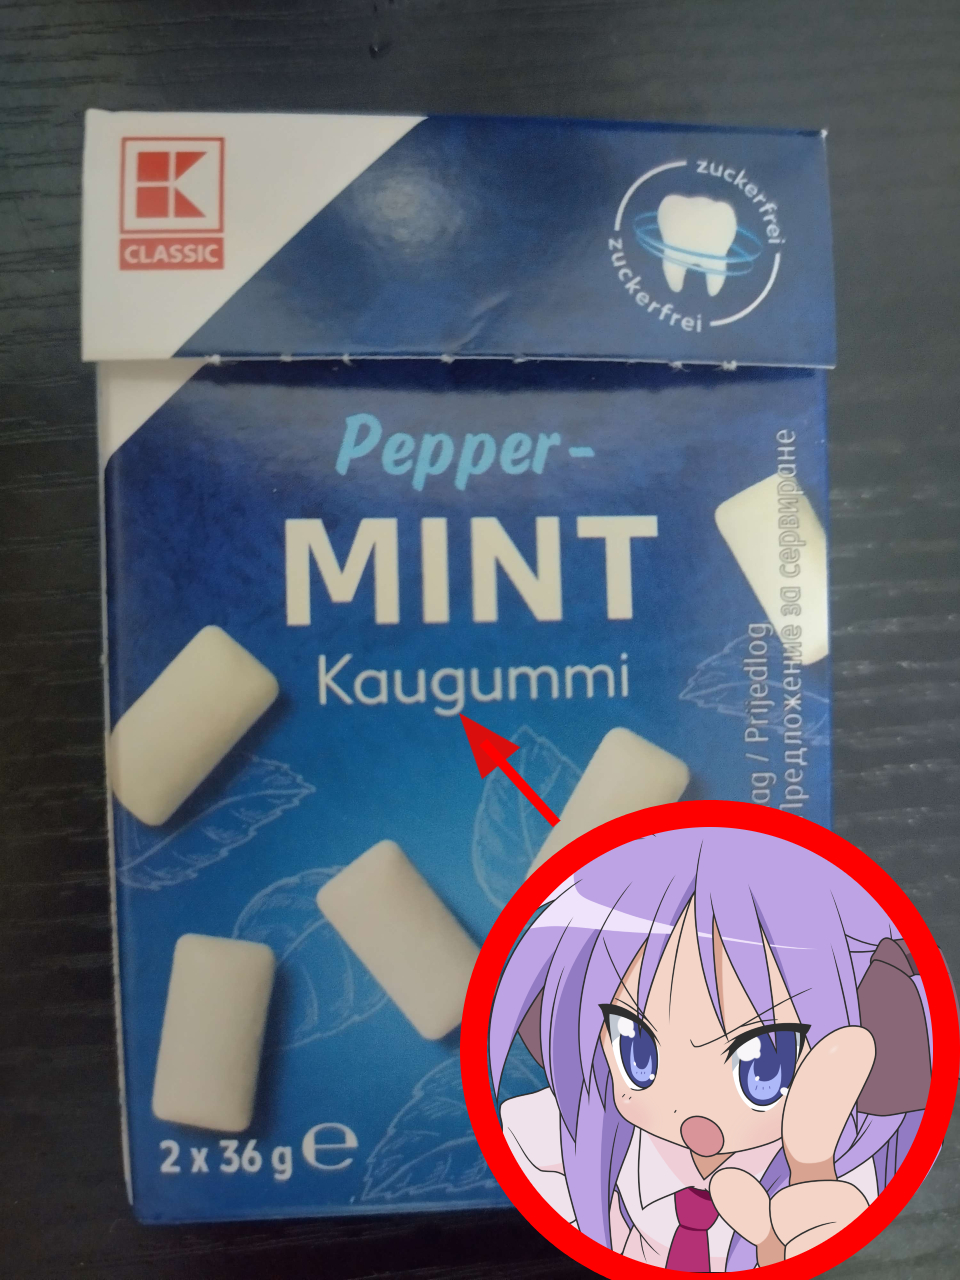 K
CLASSIC
zuckerfrei
zuckerfrei
Pepper-
MINT
Kaugummi
/ Prijedlog
Предложение за сервиране
2 x 36 g e